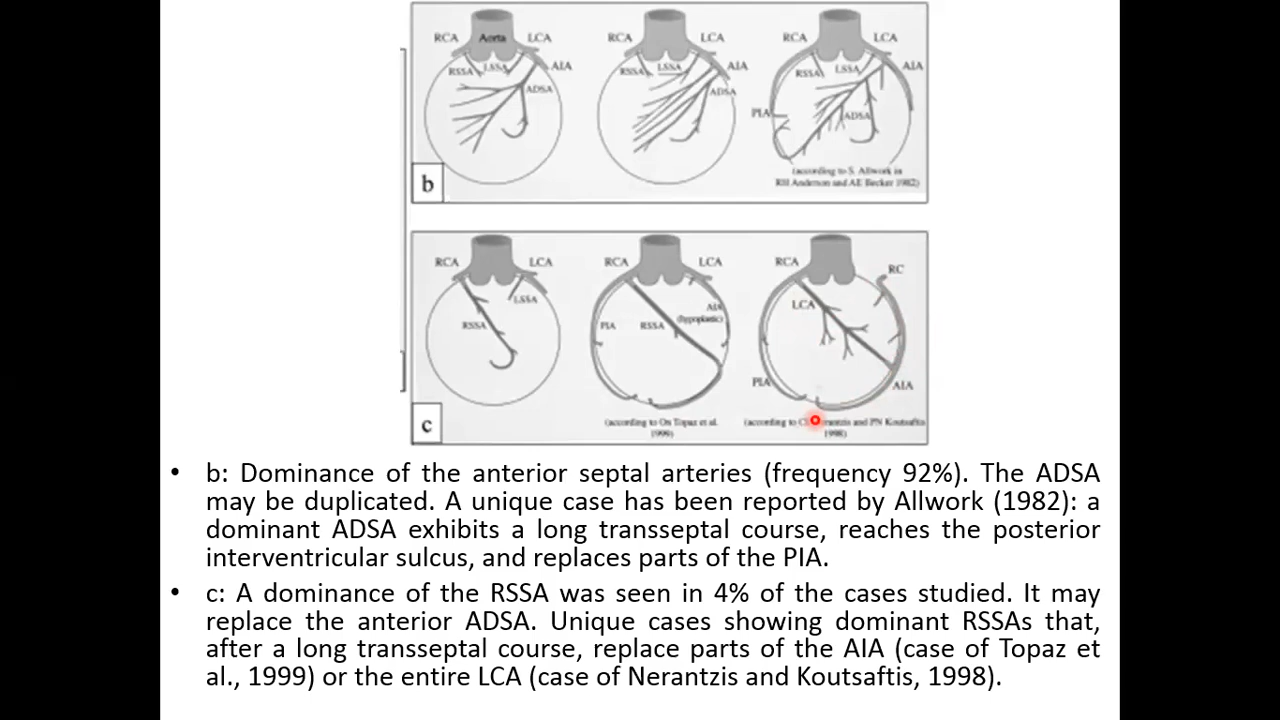 RCA Aorta LCA
RSSA LSSA AIA
ADSA
RCA LCA
RSSA LSSA AIA
ADSA
RCA LCA
RSSA LSSA AIA
PIA ADSA
(according to S. Allwork in
RH Anderson and AE Becker 1982)
b
RCA LCA
LSSA
RSSA
RCA LCA
AIA
(hypoplastic)
PIA RSSA
(according to On Topaz et al.
1999)
RCA RC
LCA
PIA AIA
(according to and PN Koutsaftis
1998)
c
• b: Dominance of the anterior septal arteries (frequency 92%). The ADSA
may be duplicated. A unique case has been reported by Allwork (1982): a
dominant ADSA exhibits a long transseptal course, reaches the posterior
interventricular sulcus, and replaces parts of the PIA.
• c: A dominance of the RSSA was seen in 4% of the cases studied. It may
replace the anterior ADSA. Unique cases showing dominant RSSAs that,
after a long transseptal course, replace parts of the AIA (case of Topaz et
al., 1999) or the entire LCA (case of Nerantzis and Koutsaftis, 1998).